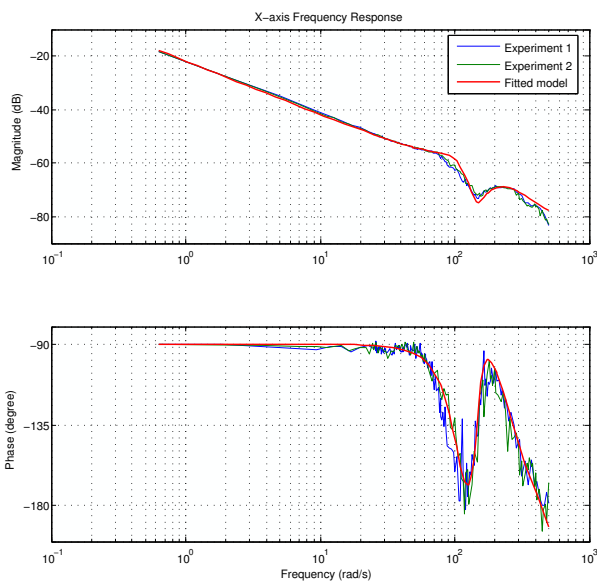 X-axis Frequency Response
Experiment 1
Experiment 2
Fitted model
Magnitude (dB)
-20
-40
-60
-80
10^-1
10^0
10^1
10^2
10^3
Phase (degree)
-90
-135
-180
10^-1
10^0
10^1
10^2
10^3
Frequency (rad/s)